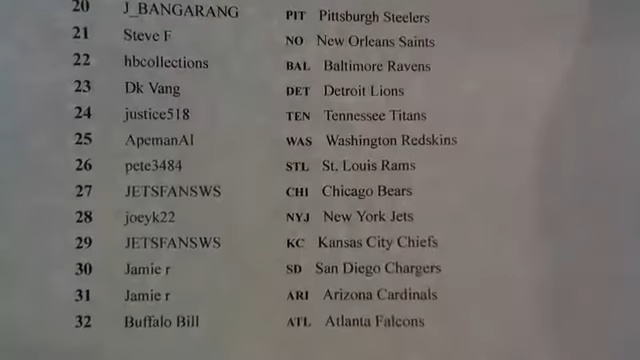 20 J_BANGARANG PIT Pittsburgh Steelers
21 Steve F NO New Orleans Saints
22 hbcollections BAL Baltimore Ravens
23 Dk Vang DET Detroit Lions
24 justice518 TEN Tennessee Titans
25 ApemanAl WAS Washington Redskins
26 pete3484 STL St. Louis Rams
27 JETSFANSWS CHI Chicago Bears
28 joeyk22 NYJ New York Jets
29 JETSFANSWS KC Kansas City Chiefs
30 Jamie r SD San Diego Chargers
31 Jamie r ARI Arizona Cardinals
32 Buffalo Bill ATL Atlanta Falcons